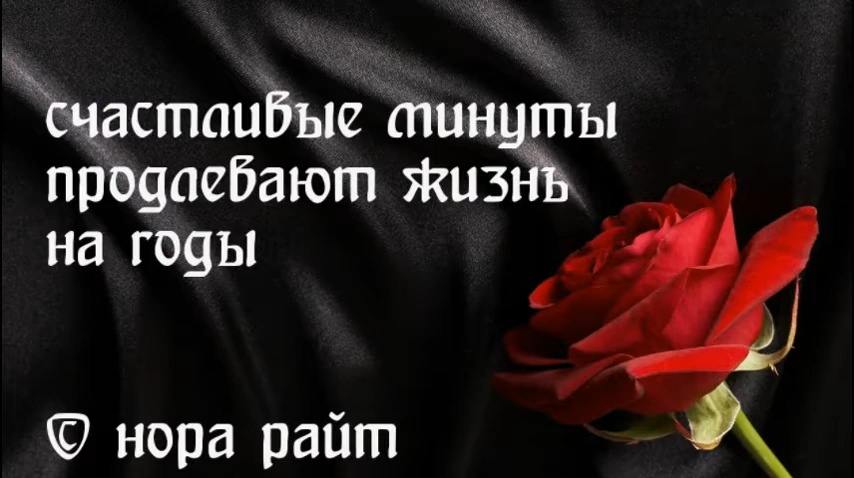 счастливые минуты
продлевают жизнь
на годы
© нора райт